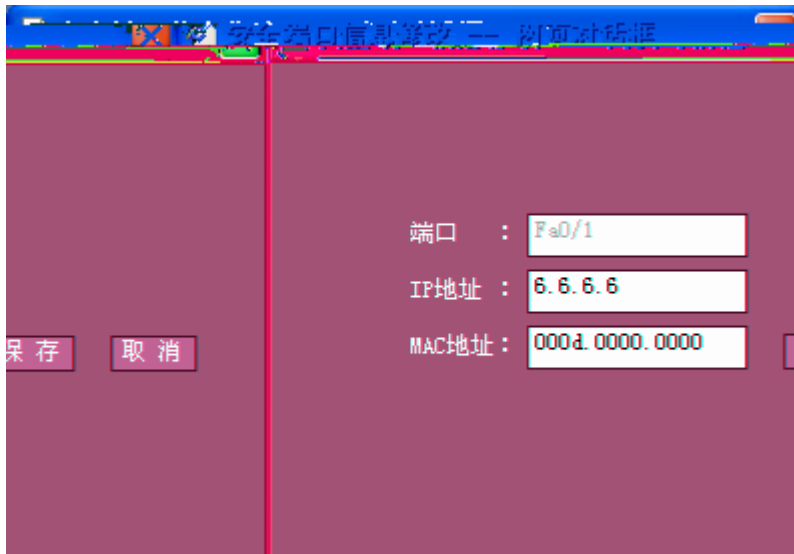 安全端口信息修改 -- 网页对话框
端口 ： Fa0/1
IP地址 ： 6.6.6.6
MAC地址： 000d.0000.0000
保 存 取 消